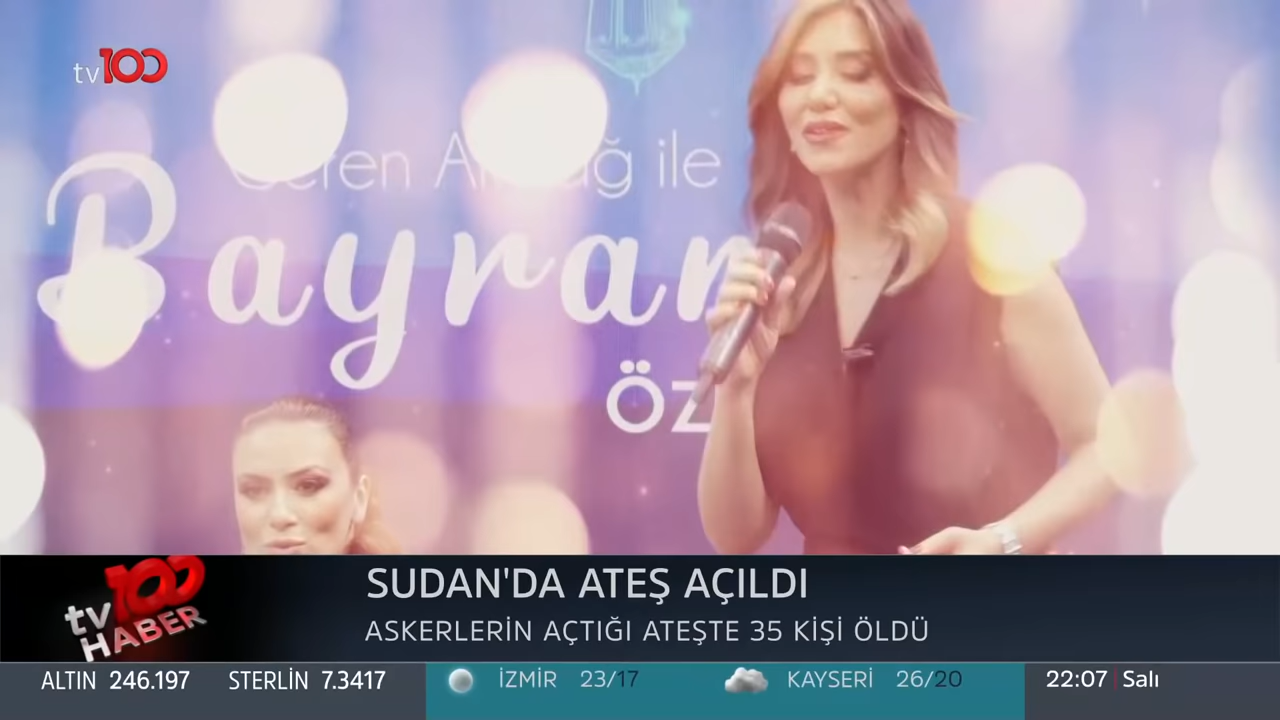 tv100
ile
Bayram
ÖZ
tv100
HABER
SUDAN'DA ATEŞ AÇILDI
ASKERLERİN AÇTIĞI ATEŞTE 35 KİŞİ ÖLDÜ
ALTIN 246.197 STERLİN 7.3417 İZMİR 23/17 KAYSERİ 26/20 22:07 Salı